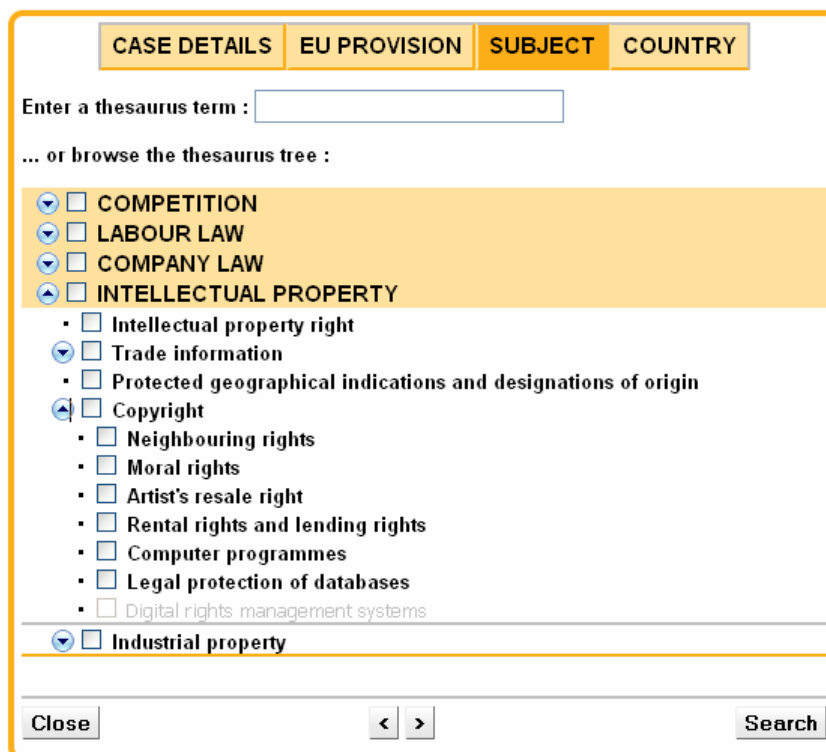 CASE DETAILS EU PROVISION SUBJECT COUNTRY
Enter a thesaurus term :
... or browse the thesaurus tree :
COMPETITION
LABOUR LAW
COMPANY LAW
INTELLECTUAL PROPERTY
Intellectual property right
Trade information
Protected geographical indications and designations of origin
Copyright
Neighbouring rights
Moral rights
Artist's resale right
Rental rights and lending rights
Computer programmes
Legal protection of databases
Digital rights management systems
Industrial property
Close < > Search